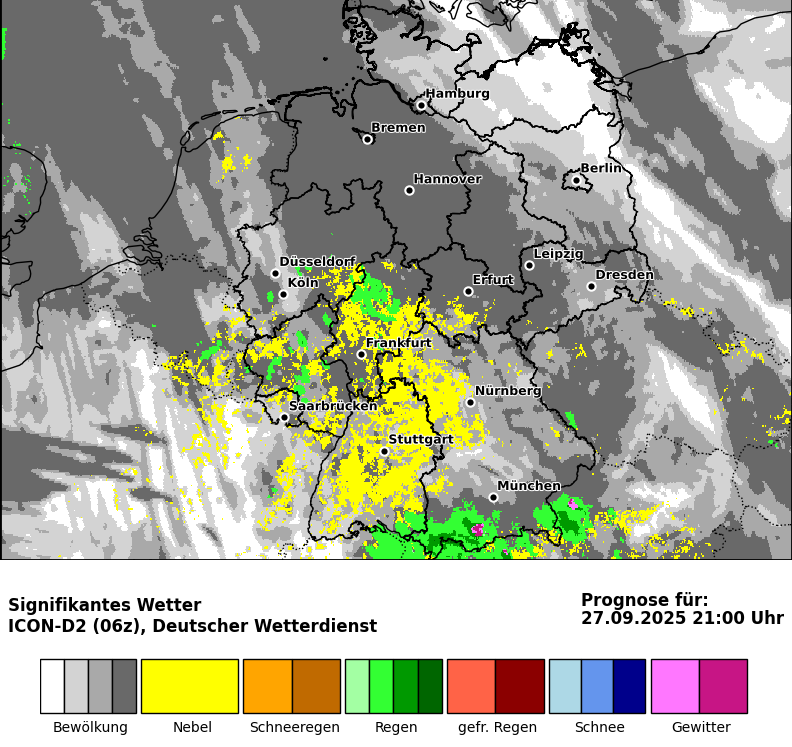 Hamburg
Bremen
Berlin
Hannover
Leipzig
Düsseldorf
Dresden
Köln
Erfurt
Frankfurt
Nürnberg
Saarbrücken
Stuttgart
München
Signifikantes Wetter
ICON-D2 (06z), Deutscher Wetterdienst
Prognose für:
27.09.2025 21:00 Uhr
Bewölkung
Nebel
Schneeregen
Regen
gefr. Regen
Schnee
Gewitter